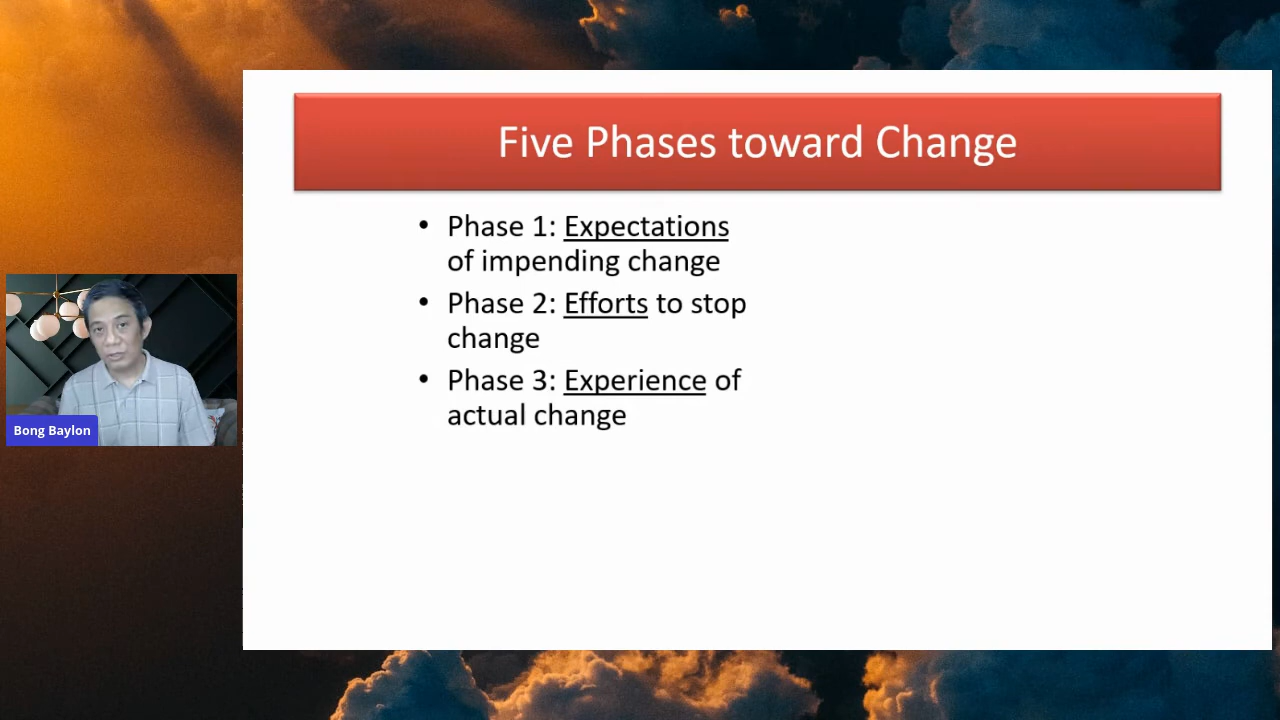 Five Phases toward Change
• Phase 1: Expectations
of impending change
• Phase 2: Efforts to stop
change
• Phase 3: Experience of
actual change
Bong Baylon